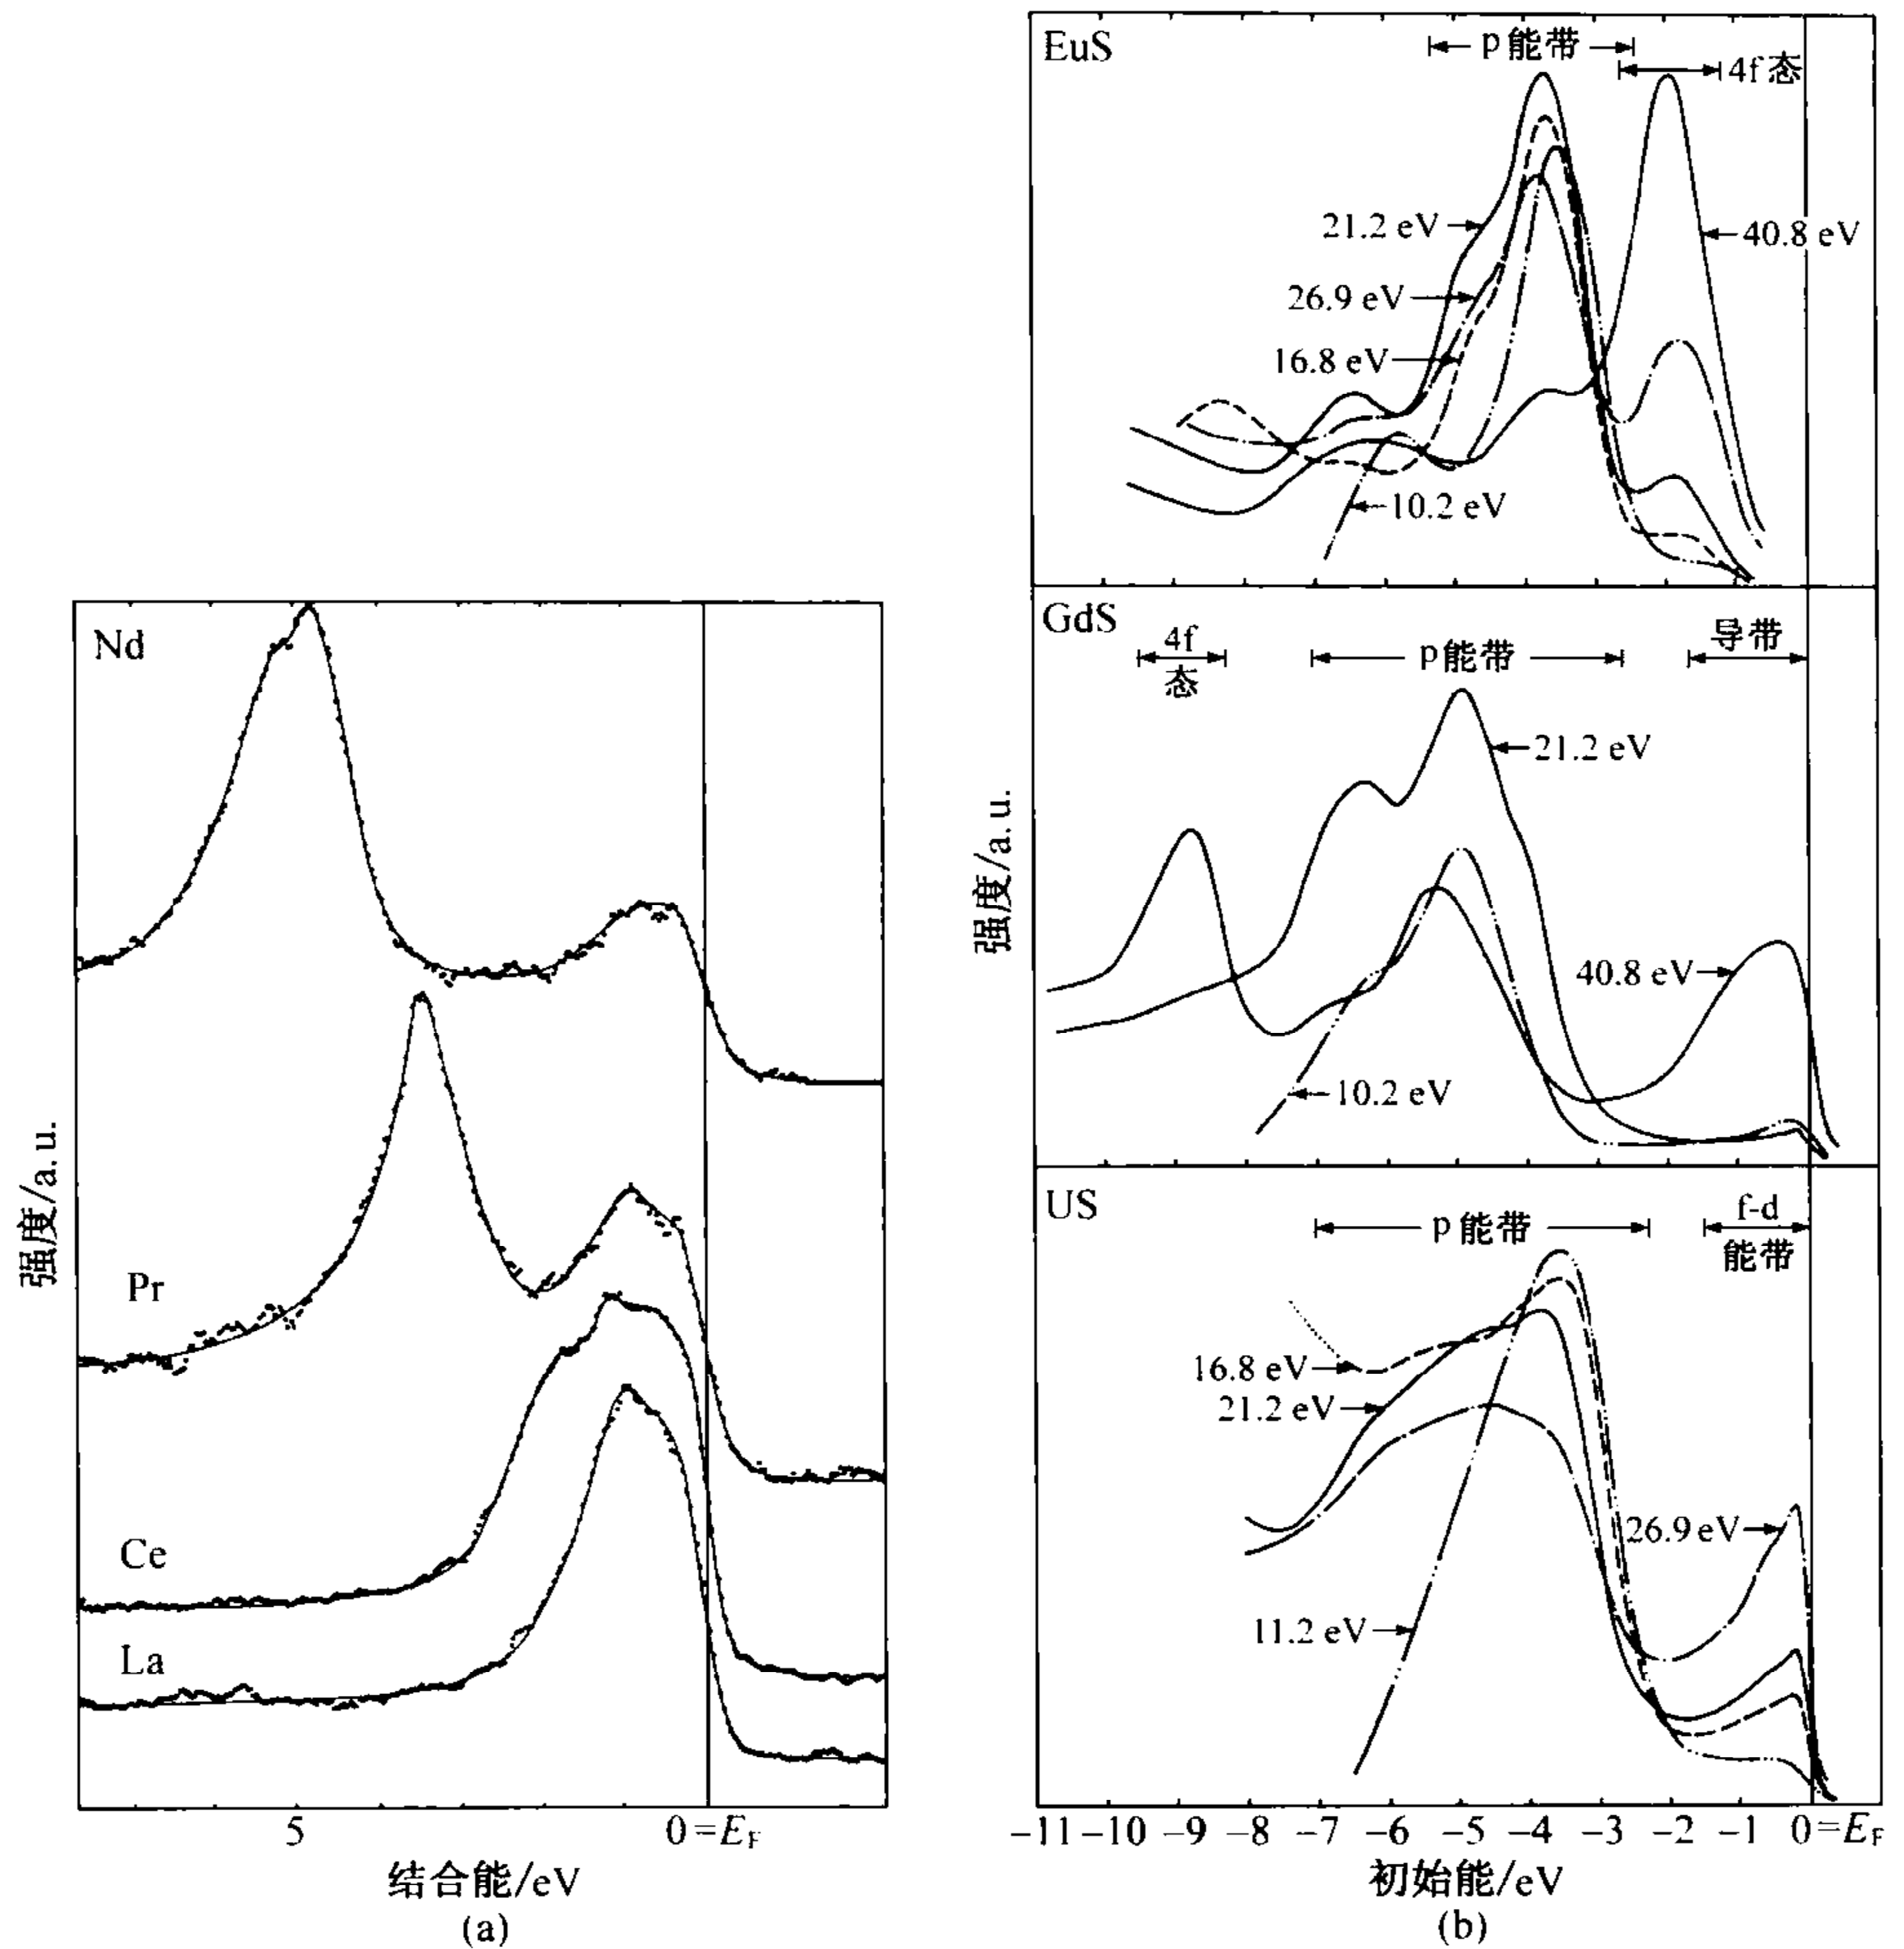 Nd
Pr
Ce
La
强度/a.u.
5
0=EF
结合能/eV
(a)
EuS
p 能带
4f 态
21.2 eV
40.8 eV
26.9 eV
16.8 eV
10.2 eV
GdS
4f
态
p能带
导带
21.2 eV
40.8 eV
10.2 eV
强度/a.u.
US
p 能带
f-d
能带
16.8 eV
21.2 eV
26.9 eV
11.2 eV
−11 −10 −9 −8 −7 −6 −5 −4 −3 −2 −1 0=EF
初始能/eV
(b)